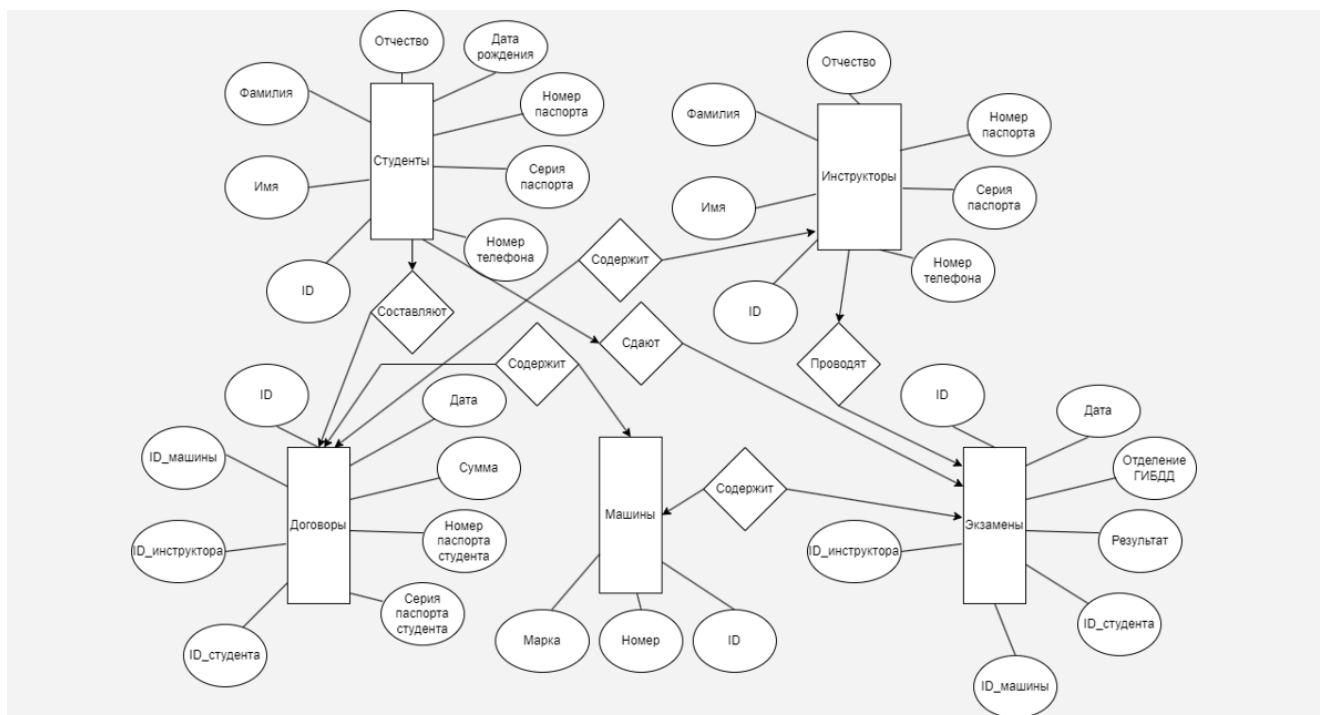 Отчество
Дата
рождения
Фамилия
Номер
паспорта
Студенты
Серия
паспорта
Имя
Номер
телефона
ID
Отчество
Фамилия
Номер
паспорта
Инструкторы
Серия
паспорта
Имя
Номер
телефона
ID
Содержит
Составляют
Сдают
Содержит
Проводят
ID
Дата
ID_машины
Сумма
Договоры
Номер
паспорта
студента
ID_инструктора
Серия
паспорта
студента
ID_студента
Машины
Содержит
Марка
Номер
ID
ID
Дата
Отделение
ГИБДД
Экзамены
Результат
ID_инструктора
ID_студента
ID_машины